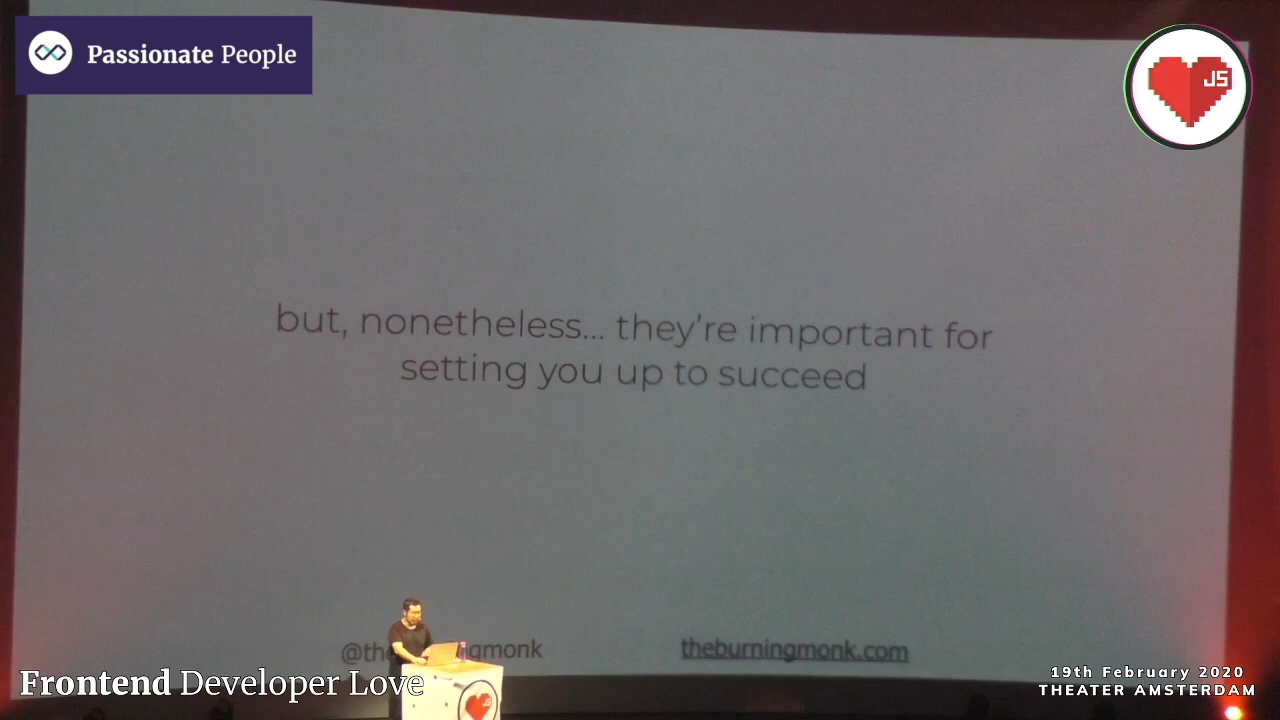 Passionate People
JS
but, nonetheless... they're important for
setting you up to succeed
theburningmonk.com
Frontend Developer Love
19th February 2020
THEATER AMSTERDAM
JS